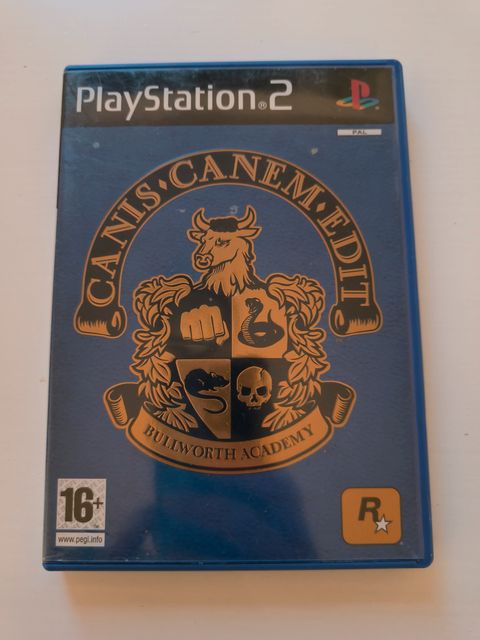 PlayStation®2
PAL
CANIS·CANEM·EDIT
BULLWORTH ACADEMY
16+
www.pegi.info
R